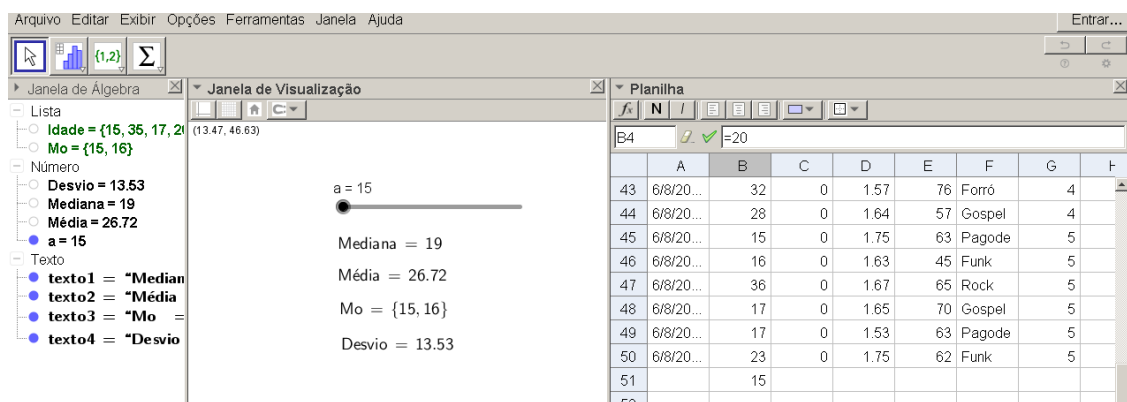 Arquivo Editar Exibir Opções Ferramentas Janela Ajuda Entrar...
{1,2} Σ
Janela de Álgebra
Lista
Idade = {15, 35, 17, 2
Mo = {15, 16}
Número
Desvio = 13.53
Mediana = 19
Média = 26.72
a = 15
Texto
texto1 = "Median
texto2 = "Média
texto3 = "Mo =
texto4 = "Desvio
Janela de Visualização
(13.47, 46.63)
a = 15
Mediana = 19
Média = 26.72
Mo = {15, 16}
Desvio = 13.53
Planilha
fx N I
B4 =20
A B C D E F G
43 6/8/20... 32 0 1.57 76 Forró 4
44 6/8/20... 28 0 1.64 57 Gospel 4
45 6/8/20... 15 0 1.75 63 Pagode 5
46 6/8/20... 16 0 1.63 45 Funk 5
47 6/8/20... 36 0 1.67 65 Rock 5
48 6/8/20... 17 0 1.65 70 Gospel 5
49 6/8/20... 17 0 1.53 63 Pagode 5
50 6/8/20... 23 0 1.75 62 Funk 5
51 15